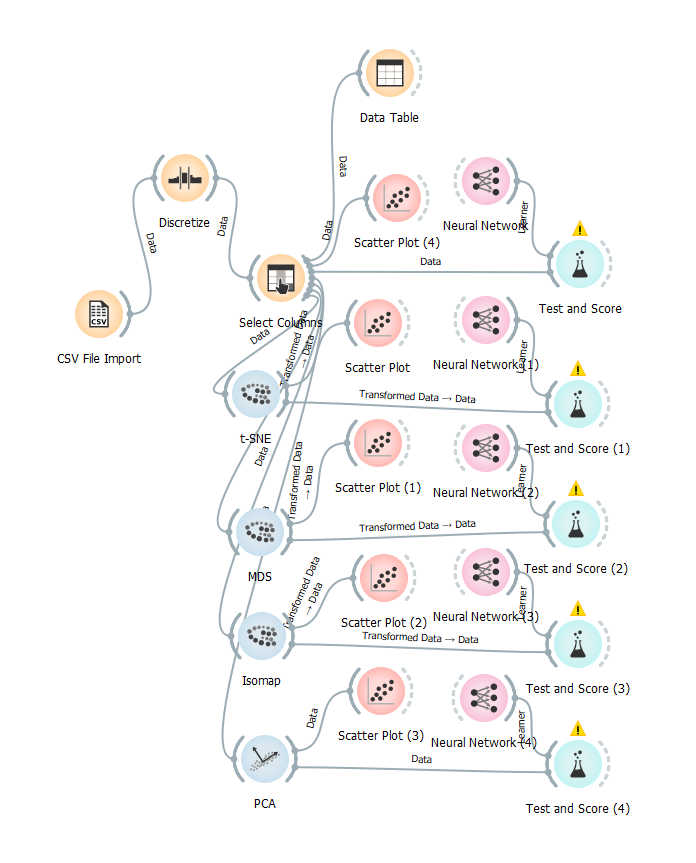 Data Table
Data
Discretize
Data
Data
Data
Scatter Plot (4)
Neural Network
Learner
Data
Test and Score
CSV
CSV File Import
Select Columns
Data
Transformed Data
→ Data
Scatter Plot
Neural Network (1)
Learner
Transformed Data → Data
t-SNE
Test and Score (1)
Data
Transformed Data
→ Data
Scatter Plot (1)
Neural Network (2)
Learner
Transformed Data → Data
MDS
Test and Score (2)
Transformed Data
→ Data
Scatter Plot (2)
Neural Network (3)
Learner
Transformed Data → Data
Isomap
Test and Score (3)
Data
Scatter Plot (3)
Neural Network (4)
Learner
Data
PCA
Test and Score (4)